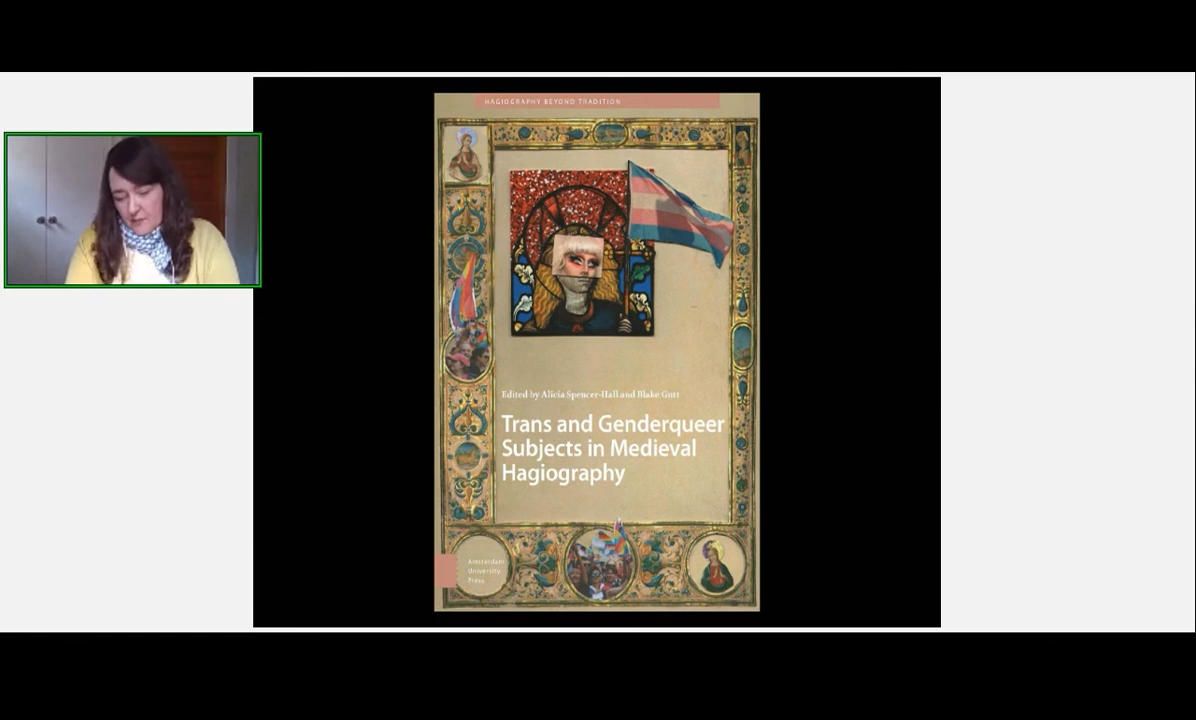 HAGIOGRAPHY BEYOND TRADITION
Edited by Alicia Spencer-Hall and Blake Gutt
Trans and Genderqueer
Subjects in Medieval
Hagiography
Amsterdam
University
Press